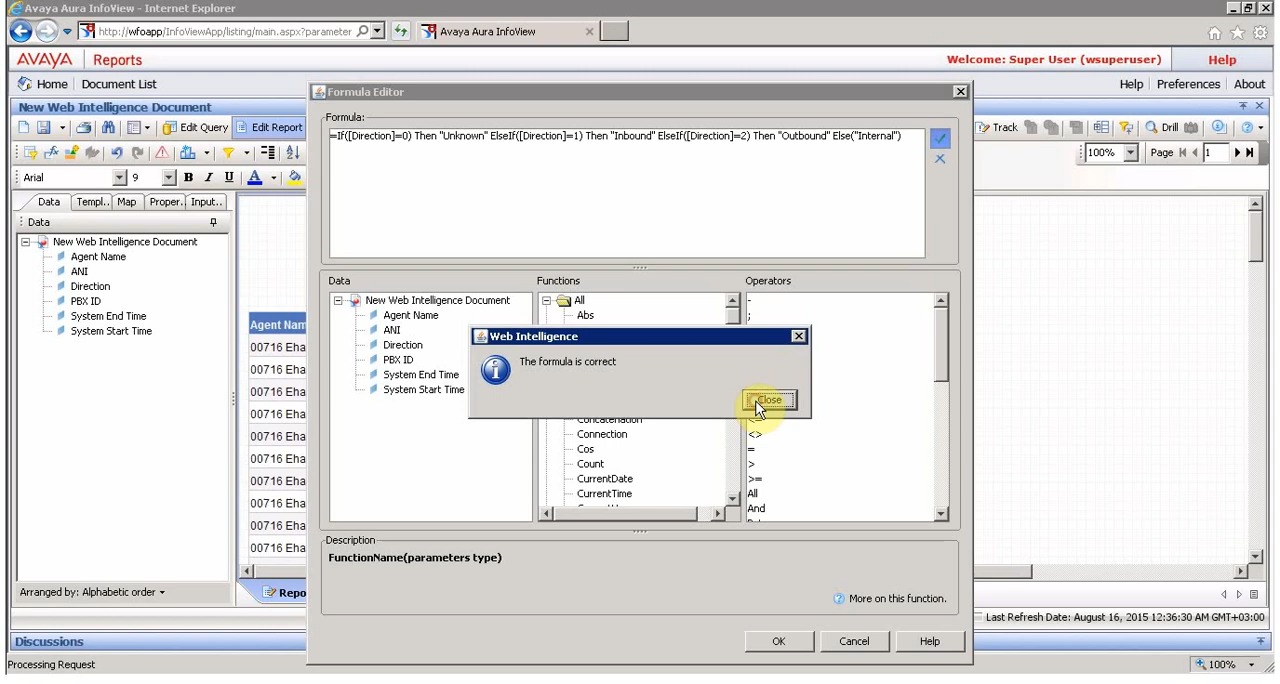 Avaya Aura InfoView - Internet Explorer
http://wfoapp/InfoViewApp/listing/main.aspx?parameter
Avaya Aura InfoView
AVAYA Reports
Welcome: Super User (wsuperuser) Help
Home Document List
Help Preferences About
New Web Intelligence Document
Edit Query Edit Report
Track Drill
100% Page 1
Arial 9 B I U A
Data Templ.. Map Proper.. Input..
Data
New Web Intelligence Document
Agent Name
ANI
Direction
PBX ID
System End Time
System Start Time
Arranged by: Alphabetic order
Agent Nam
00716 Eha
00716 Eha
00716 Eha
00716 Eha
00716 Eha
00716 Eha
00716 Eha
00716 Eha
00716 Eha
00716 Eha
Repo
Formula Editor
Formula:
=If([Direction]=0) Then "Unknown" ElseIf([Direction]=1) Then "Inbound" ElseIf([Direction]=2) Then "Outbound" Else("Internal")
Data Functions Operators
New Web Intelligence Document
Agent Name
ANI
Direction
PBX ID
System End Time
System Start Time
All
Abs
Concatenation
Connection
Cos
Count
CurrentDate
CurrentTime
-
;
<=
<>
=
>
>=
All
And
Web Intelligence
The formula is correct
Close
Description
FunctionName(parameters type)
More on this function.
OK Cancel Help
Last Refresh Date: August 16, 2015 12:36:30 AM GMT+03:00
Discussions
Processing Request
100%